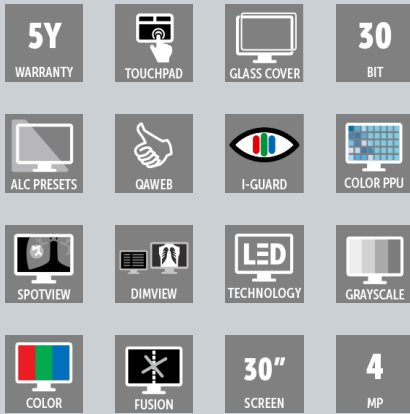 5Y
WARRANTY
TOUCHPAD
GLASS COVER
30
BIT
ALC PRESETS
QAWEB
I-GUARD
COLOR PPU
SPOTVIEW
DIMVIEW
LED
TECHNOLOGY
GRAYSCALE
COLOR
FUSION
30"
SCREEN
4
MP